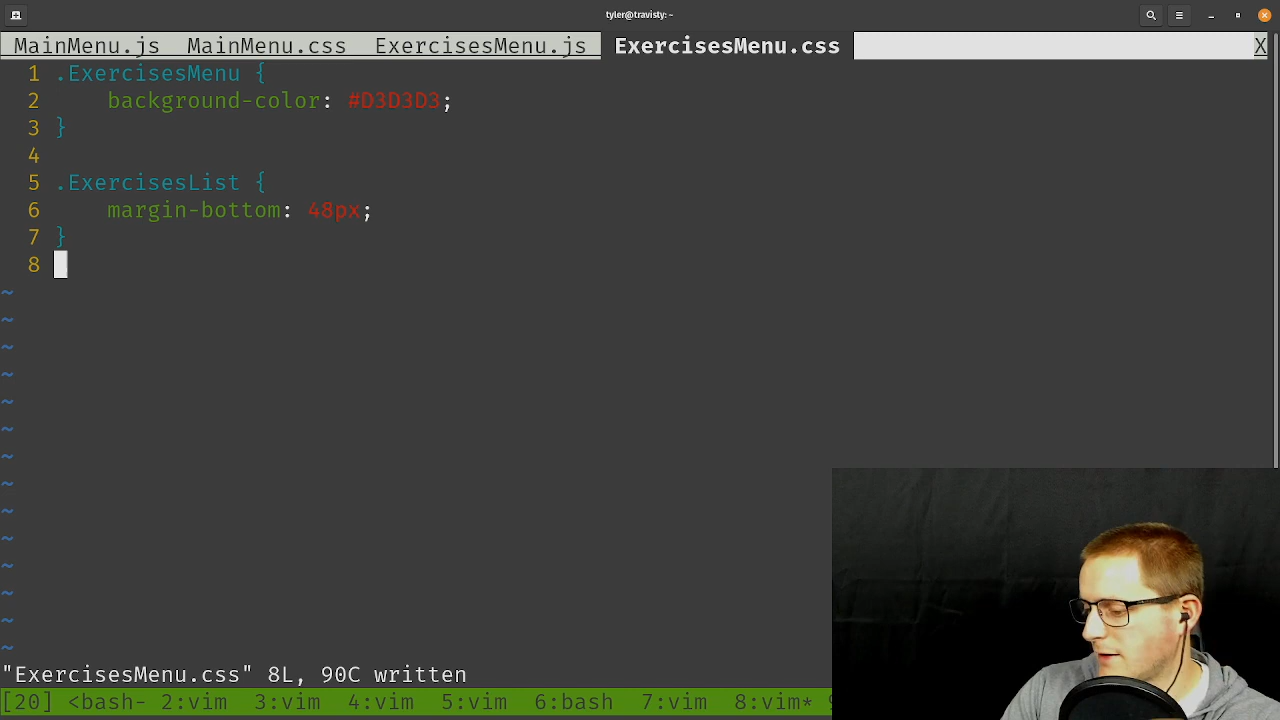 tyler@travisty: ~
MainMenu.js MainMenu.css ExercisesMenu.js ExercisesMenu.css X
1 .ExercisesMenu {
2 background-color: #D3D3D3;
3 }
4
5 .ExercisesList {
6 margin-bottom: 48px;
7 }
8
~
~
~
~
~
~
~
~
~
~
~
~
~
~
"ExercisesMenu.css" 8L, 90C written
[20] <bash- 2:vim 3:vim 4:vim 5:vim 6:bash 7:vim 8:vim*